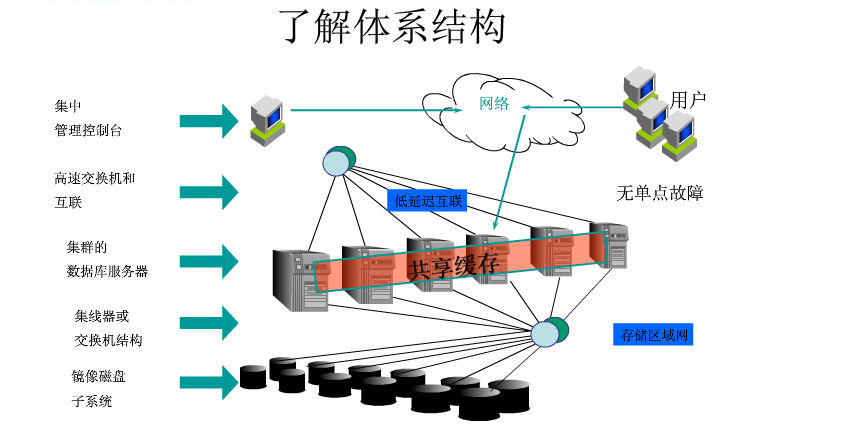 了解体系结构
集中
管理控制台
网络
用户
高速交换机和
互联
低延迟互联
无单点故障
集群的
数据库服务器
共享缓存
集线器或
交换机结构
存储区域网
镜像磁盘
子系统